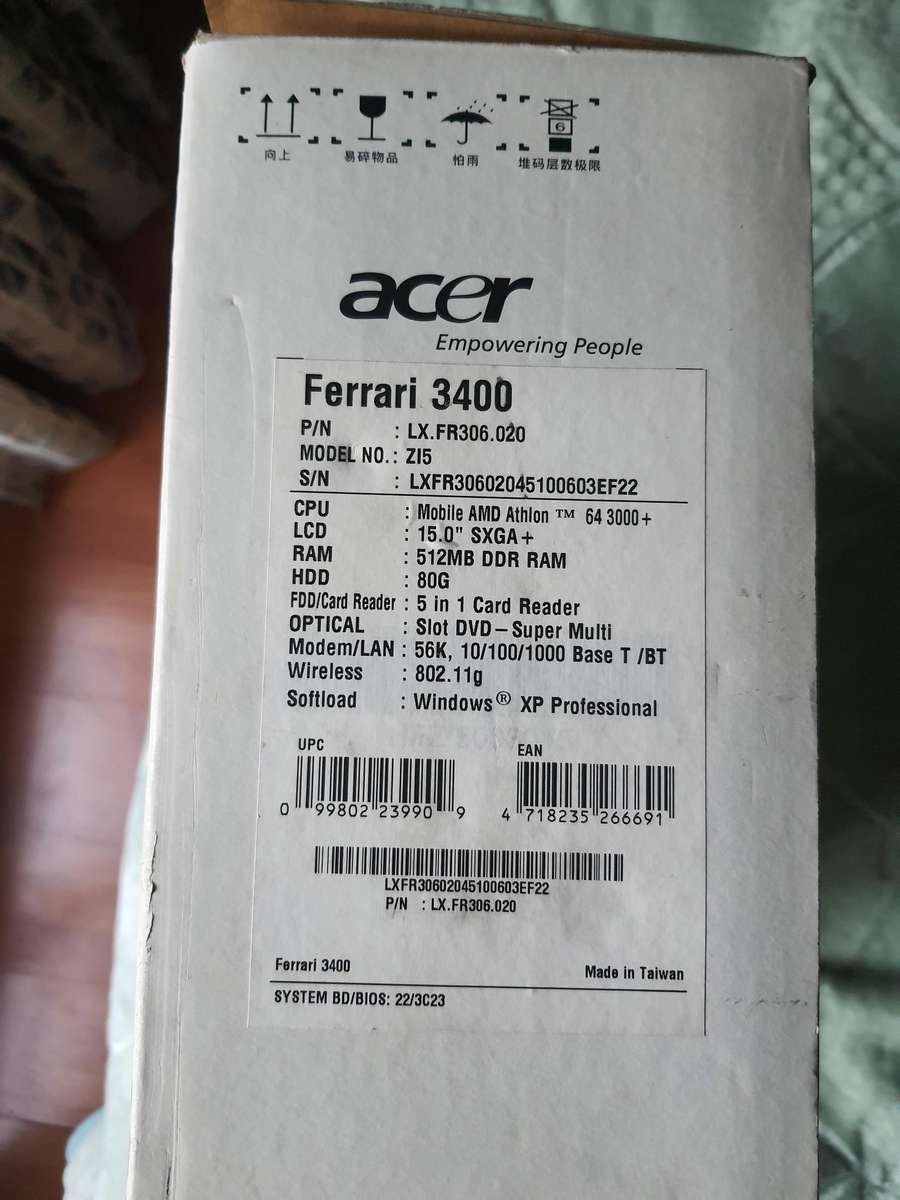 6
向上 易碎物品 怕雨 堆码层数极限
acer
Empowering People
Ferrari 3400
P/N : LX.FR306.020
MODEL NO.: ZI5
S/N : LXFR30602045100603EF22
CPU : Mobile AMD Athlon ™ 64 3000+
LCD : 15.0" SXGA+
RAM : 512MB DDR RAM
HDD : 80G
FDD/Card Reader : 5 in 1 Card Reader
OPTICAL : Slot DVD-Super Multi
Modem/LAN : 56K, 10/100/1000 Base T /BT
Wireless : 802.11g
Softload : Windows® XP Professional
UPC EAN
0 99802 23990 9 4 718235 266691
LXFR30602045100603EF22
P/N : LX.FR306.020
Ferrari 3400 Made in Taiwan
SYSTEM BD/BIOS: 22/3C23